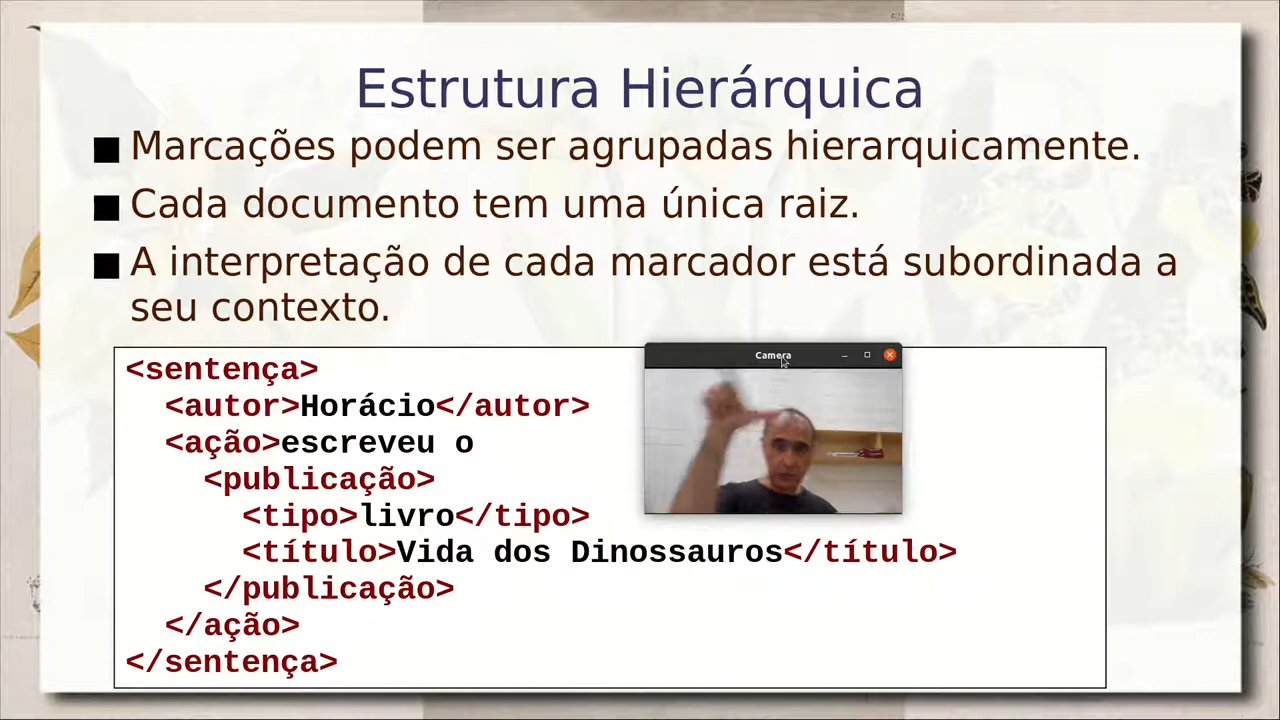 Estrutura Hierárquica
Marcações podem ser agrupadas hierarquicamente.
Cada documento tem uma única raiz.
A interpretação de cada marcador está subordinada a
seu contexto.
Camera
<sentença>
<autor>Horácio</autor>
<ação>escreveu o
<publicação>
<tipo>livro</tipo>
<título>Vida dos Dinossauros</título>
</publicação>
</ação>
</sentença>